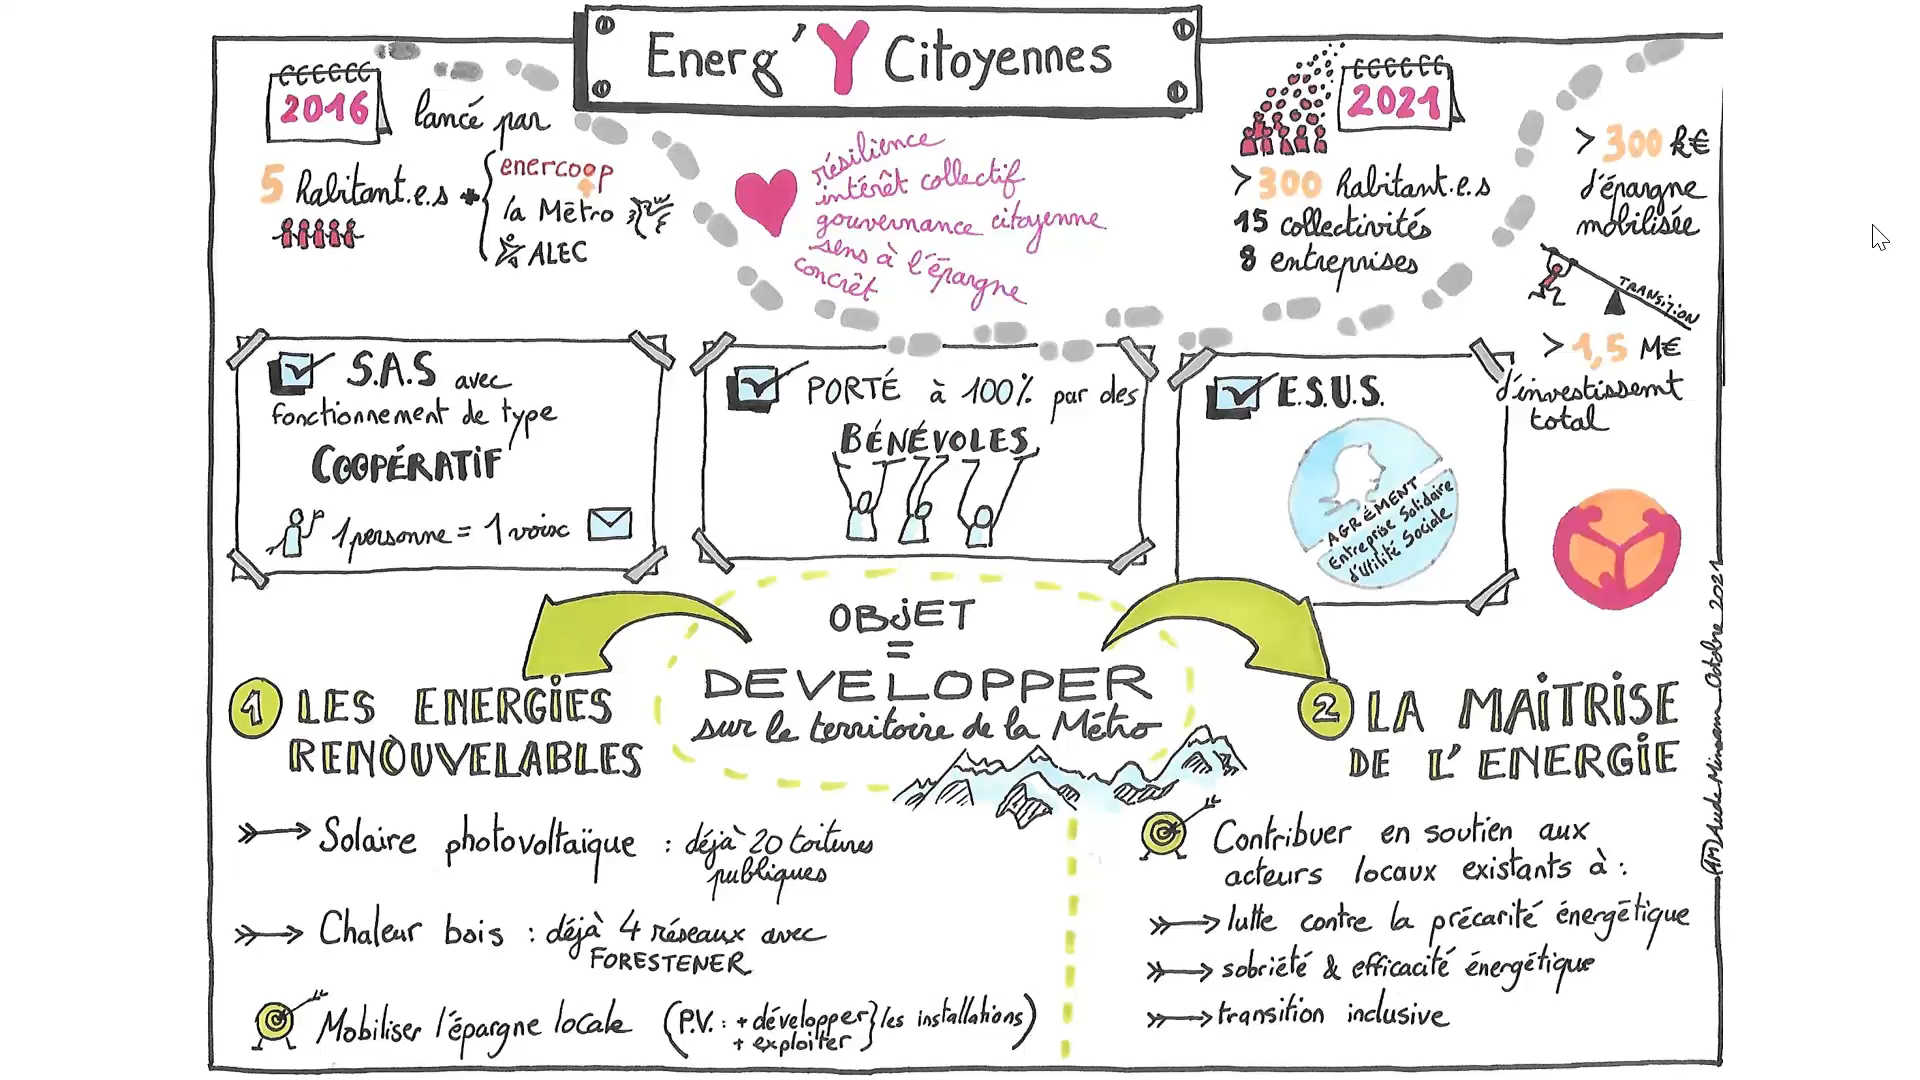 Energ'Y Citoyennes
2016
lancé par
5 habitant.e.s +
enercoop
la Métro
ALEC
résilience
intérêt collectif
gouvernance citoyenne
sens à l'épargne
concrêt
2021
> 300 habitant.e.s
15 collectivités
8 entreprises
> 300 k€
d'épargne
mobilisée
TRANSiTiON
> 1,5 M€
d'investissemt
total
S.A.S avec
fonctionnement de type
COOPÉRATiF
1 personne = 1 voix
PORTÉ à 100% par des
BÉNÉVOLES
E.S.U.S.
AGRÉMENT
Entreprise Solidaire
d'Utilité Sociale
OBJET
=
DEVELOPPER
sur le territoire de la Métro
1 LES ENERGiES
RENOUVELABLES
Solaire photovoltaïque : déjà 20 toitures
publiques
Chaleur bois : déjà 4 réseaux avec
FORESTENER
Mobiliser l'épargne locale (P.V. : + développer } les installations)
+ exploiter
2 LA MAiTRiSE
DE L'ENERGiE
Contribuer en soutien aux
acteurs locaux existants à :
lutte contre la précarité énergétique
sobriété & efficacité énergétique
transition inclusive
Octobre 2021